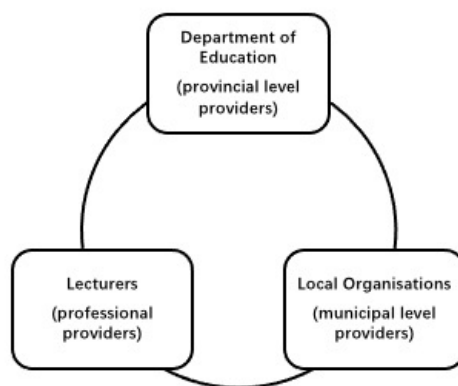 Department of
Education
(provincial level
providers)
Lecturers
(professional
providers)
Local Organisations
(municipal level
providers)